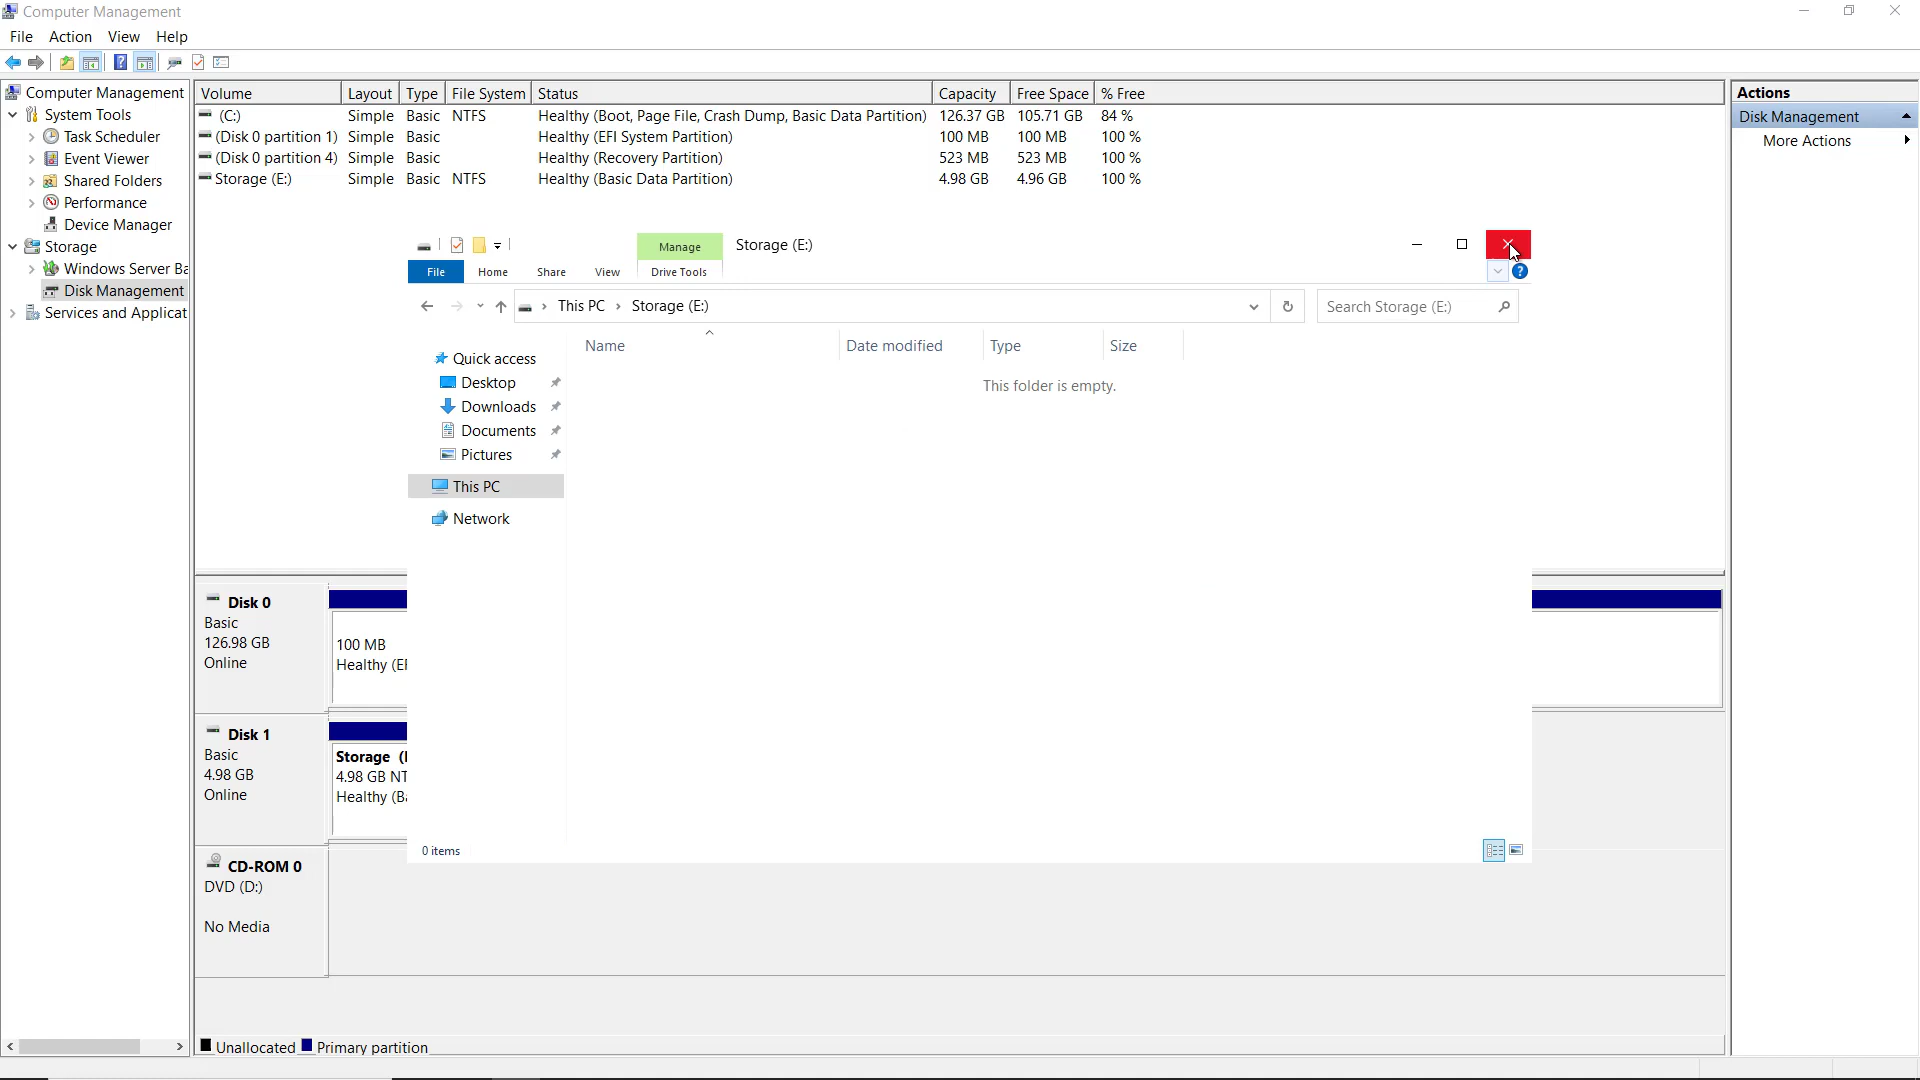 Computer Management
File Action View Help
Computer Management
System Tools
Task Scheduler
Event Viewer
Shared Folders
Performance
Device Manager
Storage
Windows Server Ba
Disk Management
Services and Applicat
Volume Layout Type File System Status Capacity Free Space % Free
(C:) Simple Basic NTFS Healthy (Boot, Page File, Crash Dump, Basic Data Partition) 126.37 GB 105.71 GB 84 %
(Disk 0 partition 1) Simple Basic Healthy (EFI System Partition) 100 MB 100 MB 100 %
(Disk 0 partition 4) Simple Basic Healthy (Recovery Partition) 523 MB 523 MB 100 %
Storage (E:) Simple Basic NTFS Healthy (Basic Data Partition) 4.98 GB 4.96 GB 100 %
Actions
Disk Management
More Actions
Manage Storage (E:)
File Home Share View Drive Tools
This PC Storage (E:) Search Storage (E:)
Name Date modified Type Size
This folder is empty.
Quick access
Desktop
Downloads
Documents
Pictures
This PC
Network
0 items
Disk 0
Basic
126.98 GB
Online
100 MB
Healthy (E
Disk 1
Basic
4.98 GB
Online
Storage (
4.98 GB NT
Healthy (Ba
CD-ROM 0
DVD (D:)
No Media
Unallocated Primary partition